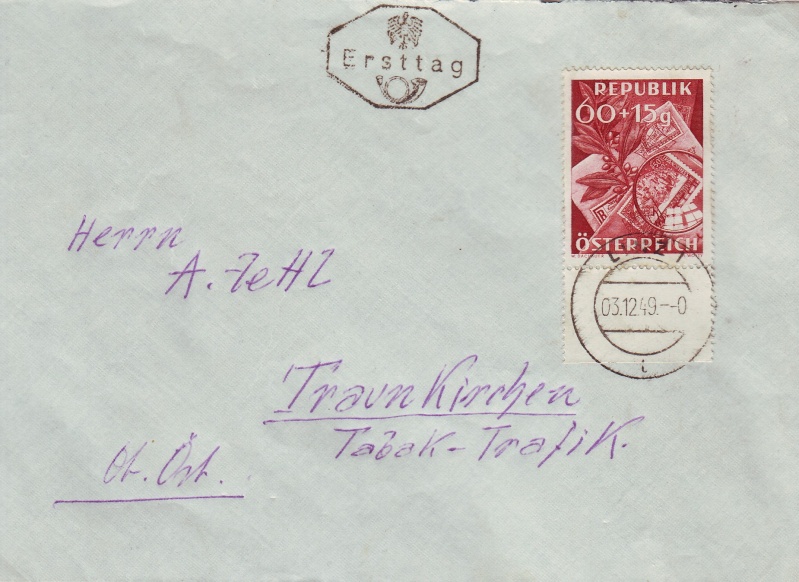 Ersttag
REPUBLIK
60+15g
ÖSTERREICH
03.12.49.--0
Herrn
A. Zehl
Traunkirchen
Tabak-Trafik.
Ob. Öst.